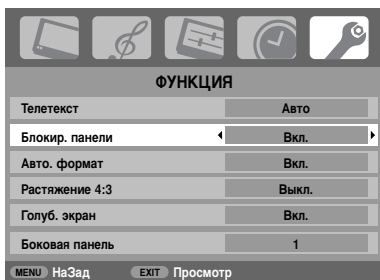 ФУНКЦИЯ
Телетекст Авто
Блокир. панели Вкл.
Авто. формат Вкл.
Растяжение 4:3 Выкл.
Голуб. экран Вкл.
Боковая панель 1
MENU НаЗад EXIT Просмотр